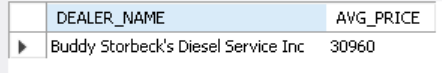 DEALER_NAME AVG_PRICE
Buddy Storbeck's Diesel Service Inc 30960